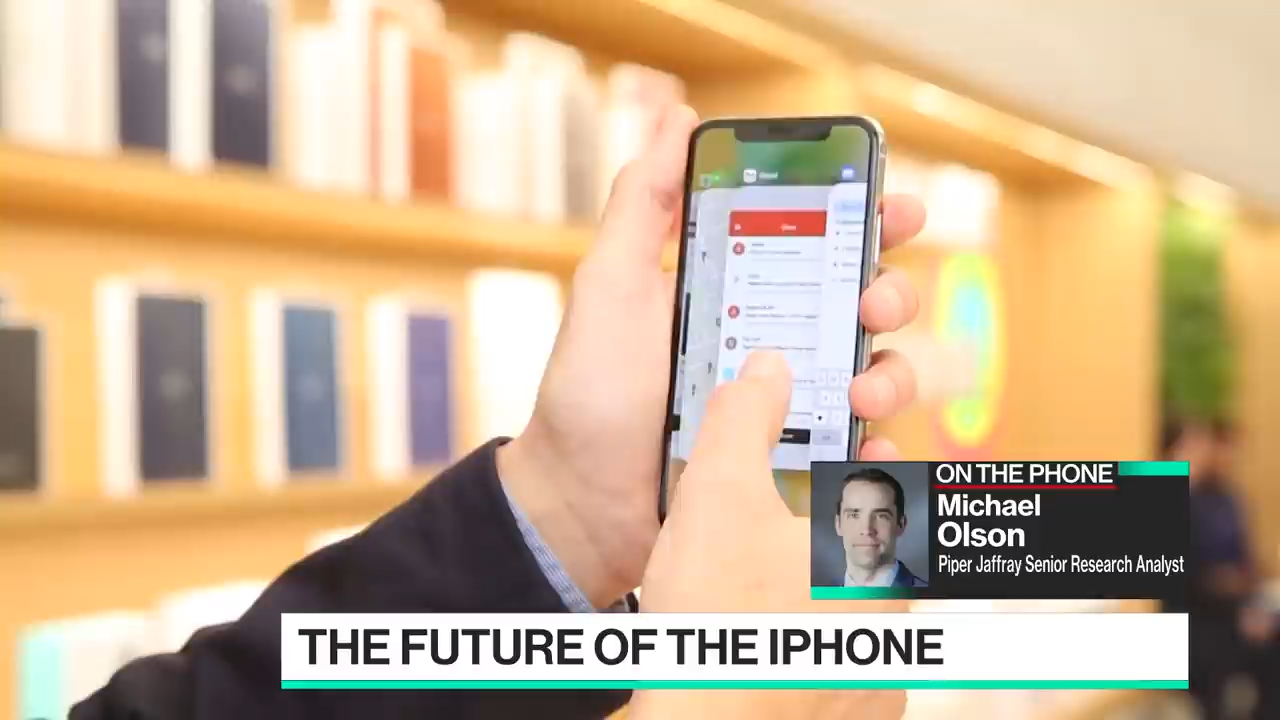 ON THE PHONE
Michael
Olson
Piper Jaffray Senior Research Analyst
THE FUTURE OF THE IPHONE